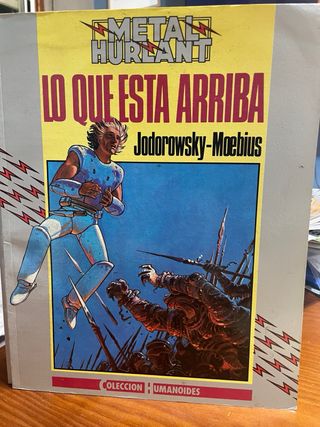 METAL
HURLANT
LO QUE ESTA ARRIBA
Jodorowsky-Mœbius
COLECCION HUMANOIDES